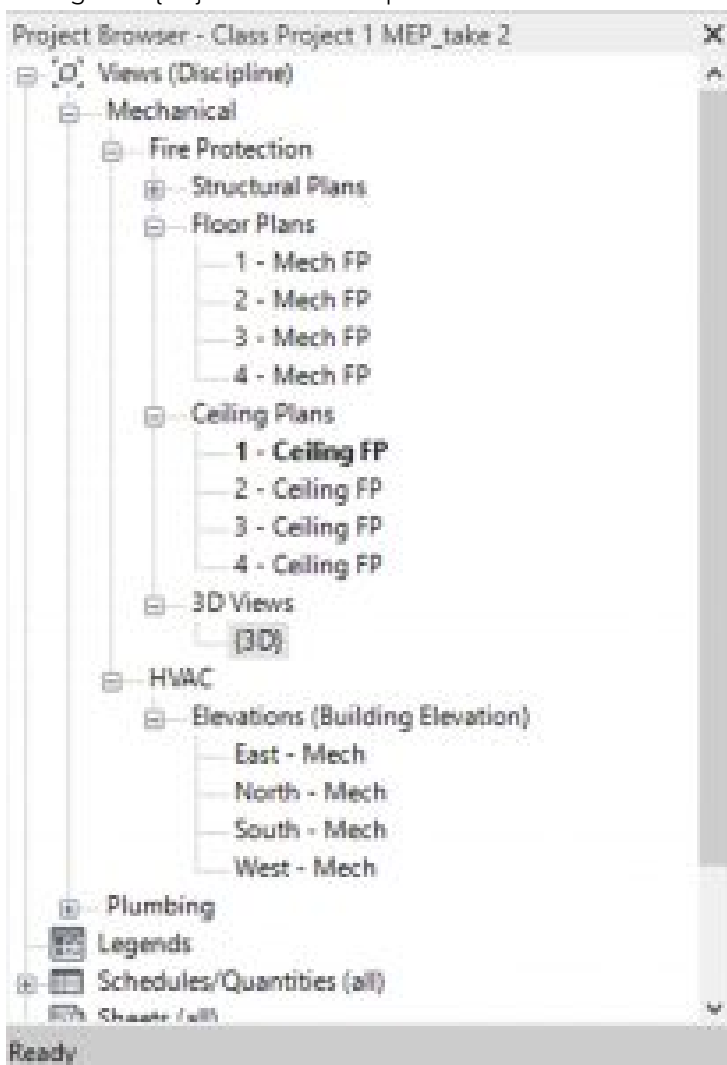 Project Browser - Class Project 1 MEP_take 2
Views (Discipline)
Mechanical
Fire Protection
Structural Plans
Floor Plans
1 - Mech FP
2 - Mech FP
3 - Mech FP
4 - Mech FP
Ceiling Plans
1 - Ceiling FP
2 - Ceiling FP
3 - Ceiling FP
4 - Ceiling FP
3D Views
{3D}
HVAC
Elevations (Building Elevation)
East - Mech
North - Mech
South - Mech
West - Mech
Plumbing
Legends
Schedules/Quantities (all)
Sheets (all)
Ready